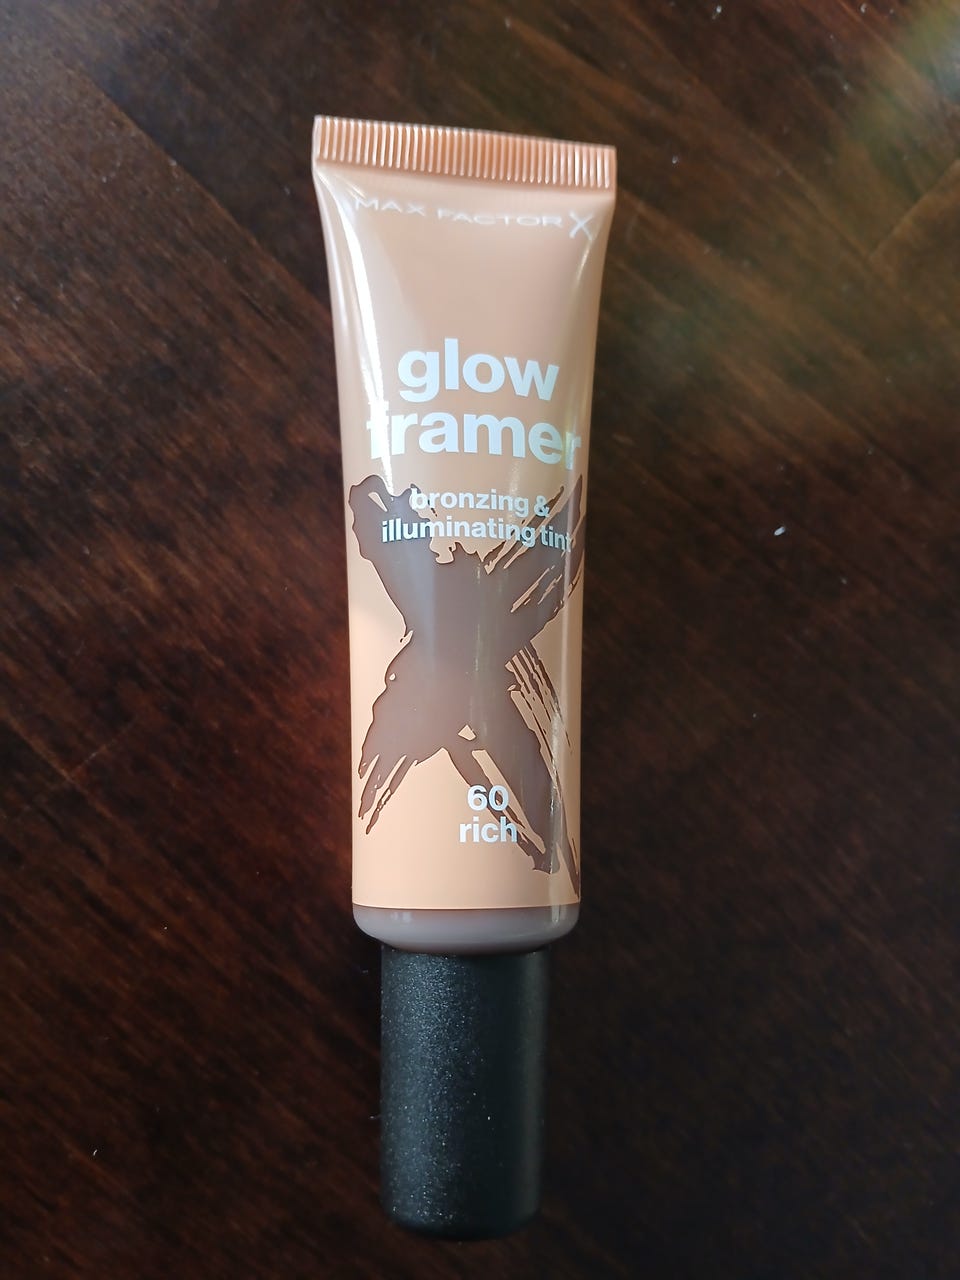 MAX FACTOR X
glow
framer
bronzing &
illuminating tint
60
rich